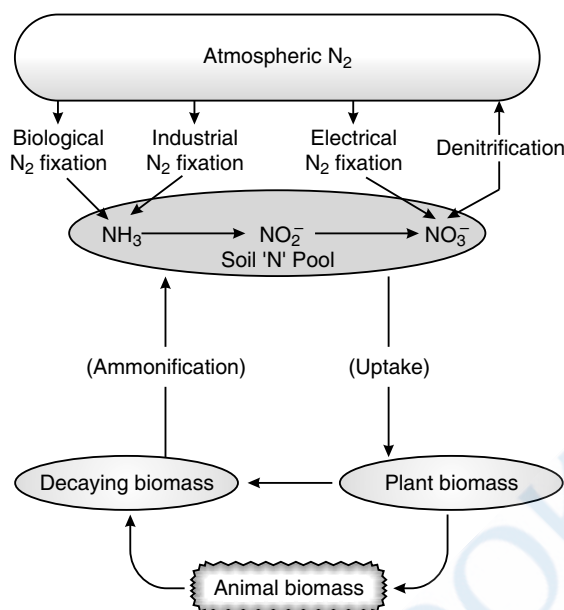 Atmospheric N₂
Biological
N₂ fixation
Industrial
N₂ fixation
Electrical
N₂ fixation
Denitrification
NH₃
NO₂⁻
NO₃⁻
Soil 'N' Pool
(Ammonification)
(Uptake)
Decaying biomass
Plant biomass
Animal biomass